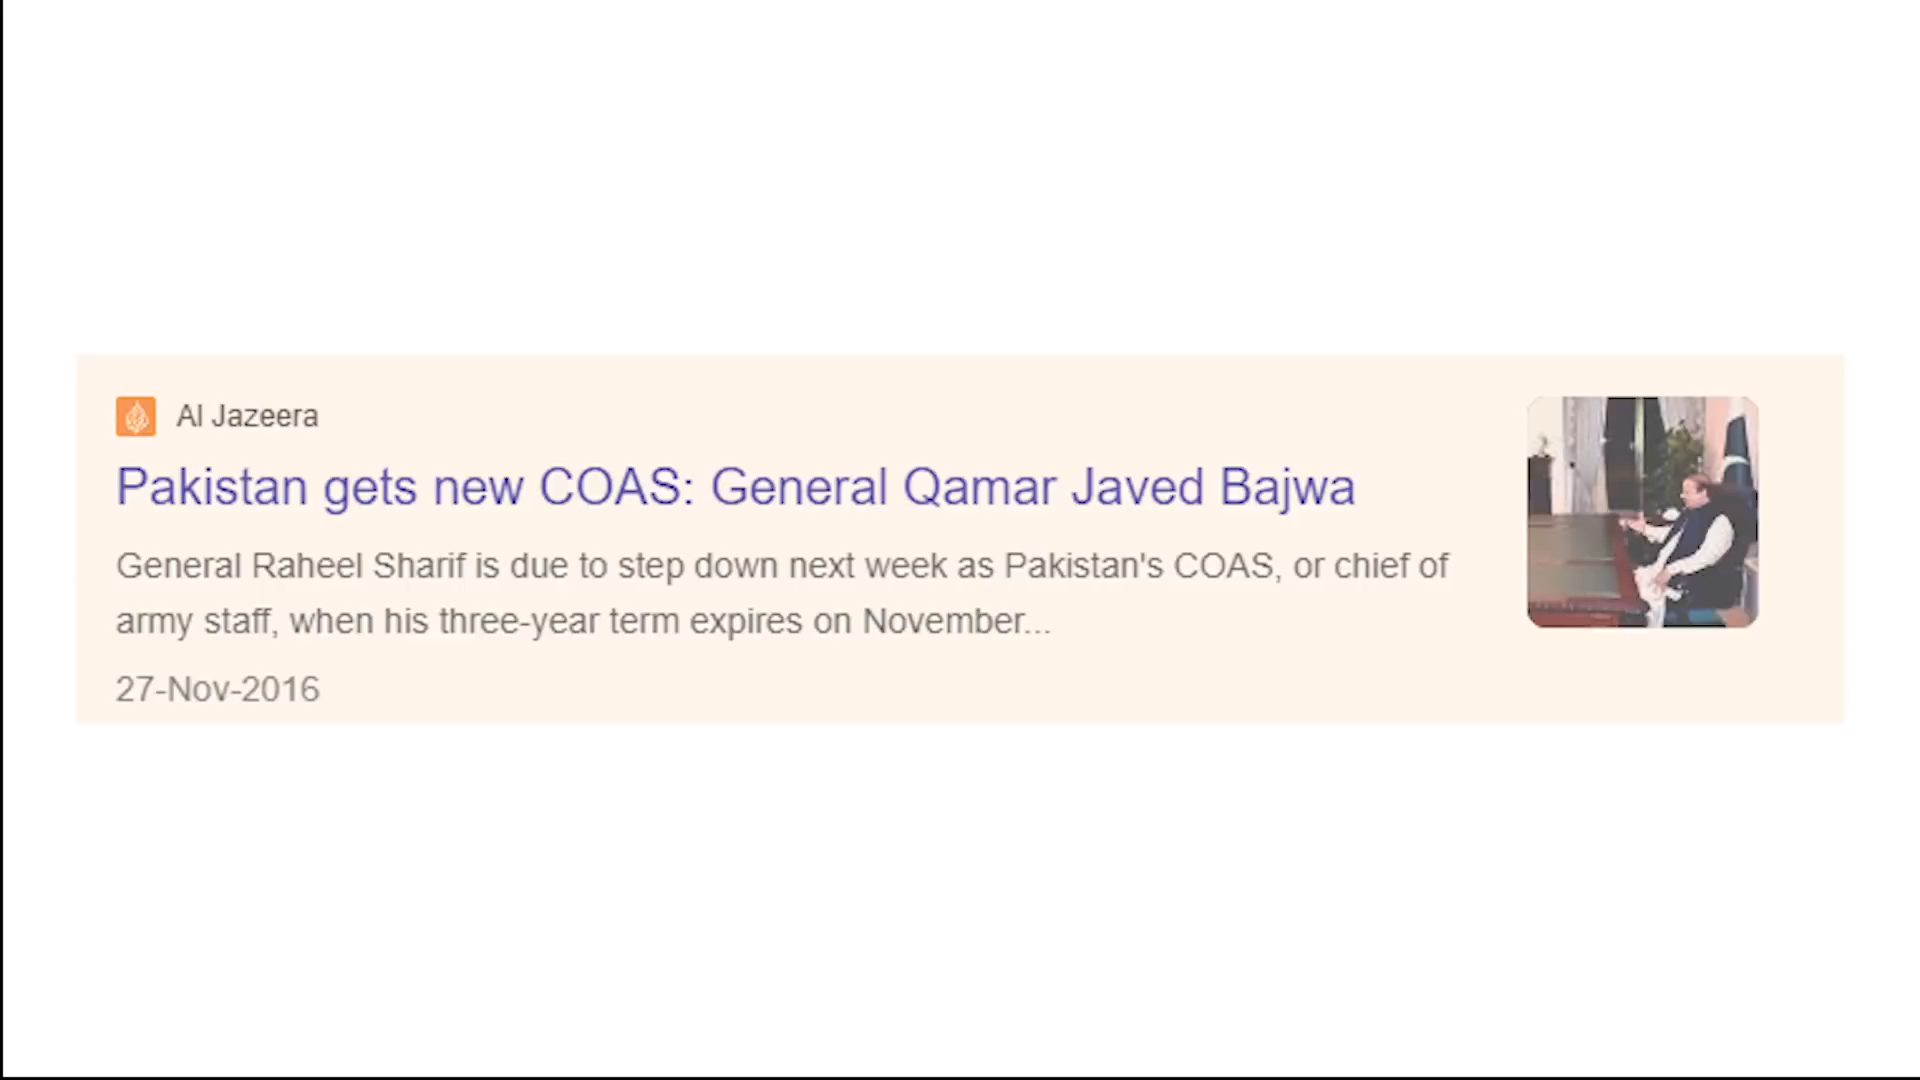 Al Jazeera
Pakistan gets new COAS: General Qamar Javed Bajwa
General Raheel Sharif is due to step down next week as Pakistan's COAS, or chief of
army staff, when his three-year term expires on November...
27-Nov-2016